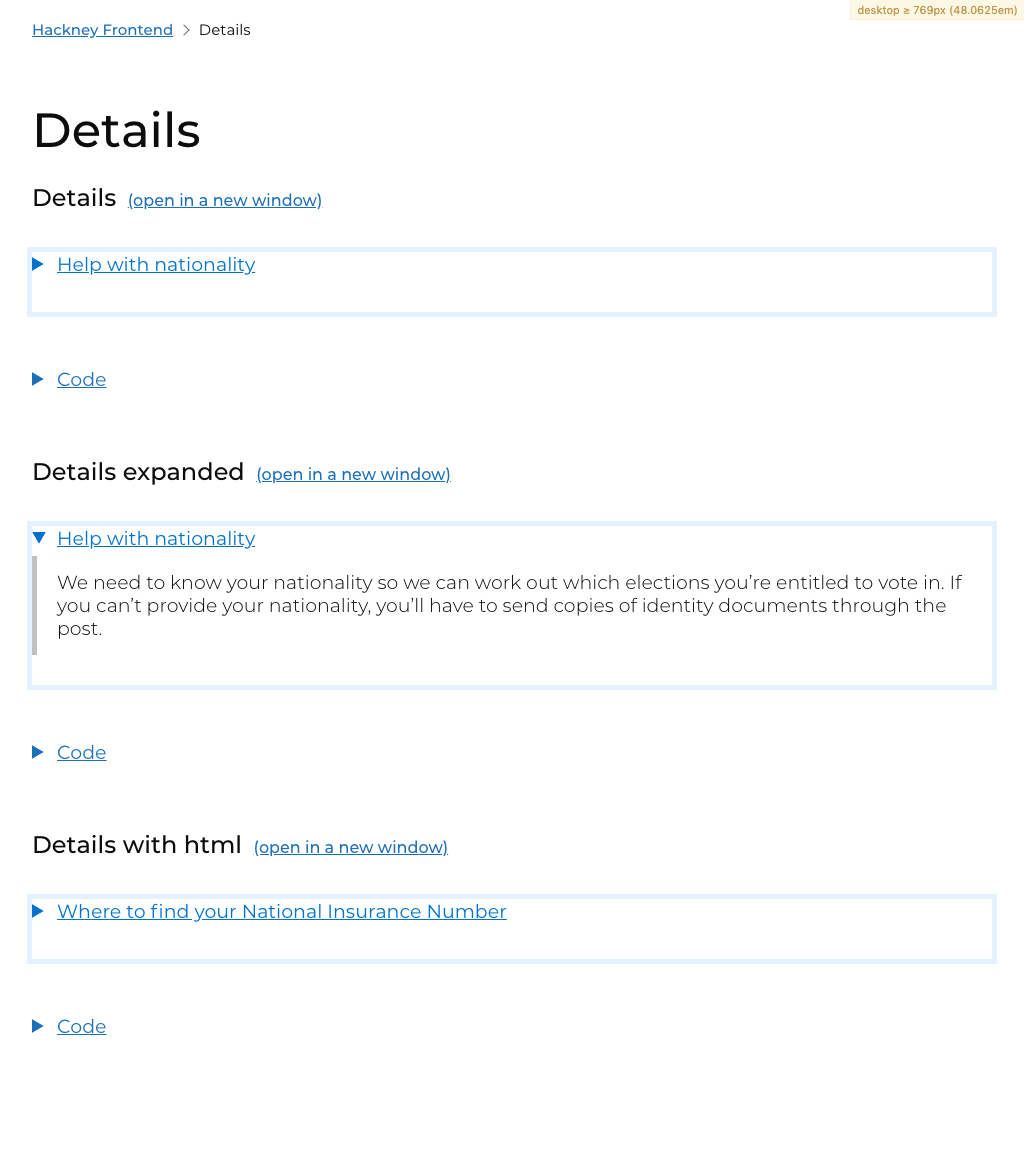 desktop ≥ 769px (48.0625em)
Hackney Frontend > Details
Details
Details (open in a new window)
Help with nationality
Code
Details expanded (open in a new window)
Help with nationality
We need to know your nationality so we can work out which elections you’re entitled to vote in. If
you can’t provide your nationality, you’ll have to send copies of identity documents through the
post.
Code
Details with html (open in a new window)
Where to find your National Insurance Number
Code